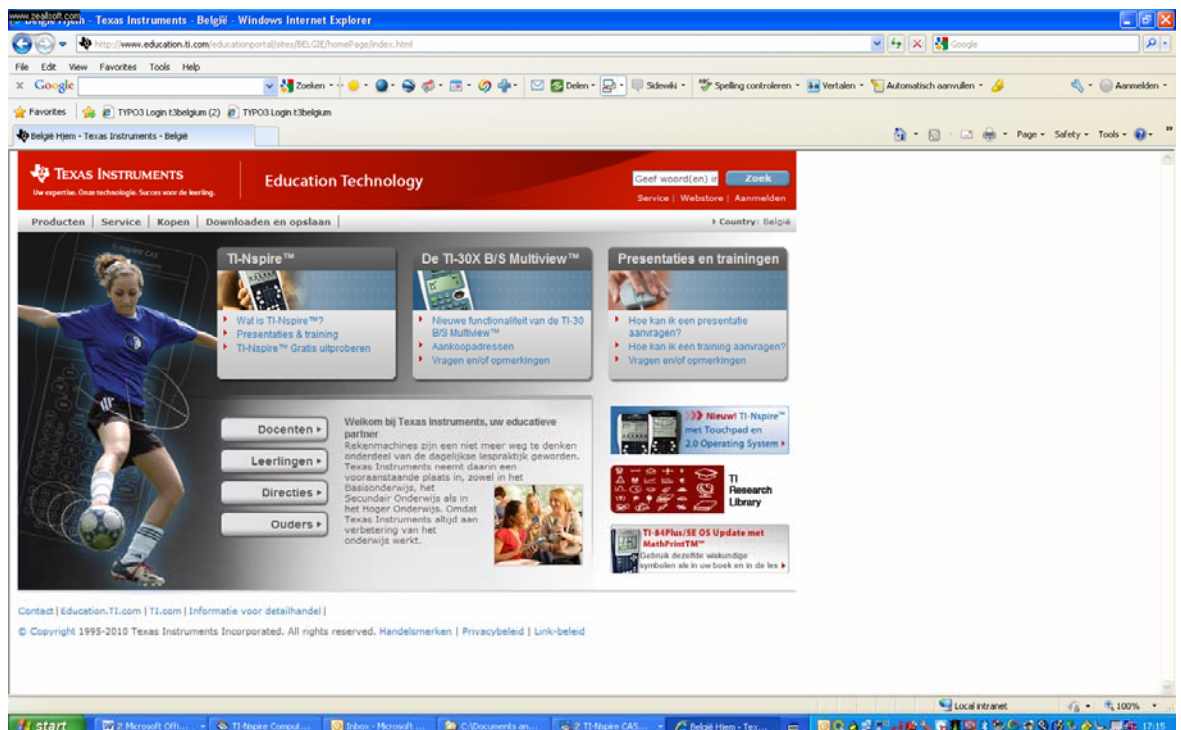 www.zealsoft.com
België Hjem - Texas Instruments - België - Windows Internet Explorer
http://www.education.ti.com/educationportal/sites/BELGIE/homePage/index.html
Google
File Edit View Favorites Tools Help
x Google Zoeken Delen Sidewiki Spelling controleren Vertalen Automatisch aanvullen Aanmelden
Favorites TYPO3 Login t3belgium (2) TYPO3 Login t3belgium
België Hjem - Texas Instruments - België
Page Safety Tools
TEXAS INSTRUMENTS
Uw expertise. Onze technologie. Succes voor de leerling.
Education Technology
Geef woord(en) in Zoek
Service | Webstore | Aanmelden
Producten | Service | Kopen | Downloaden en opslaan |
Country: België
TI-Nspire™
Wat is TI-Nspire™?
Presentaties & training
TI-Nspire™ Gratis uitproberen
De TI-30X B/S Multiview™
Nieuwe functionaliteit van de TI-30
B/S Multiview™
Aankoopadressen
Vragen en/of opmerkingen
Presentaties en trainingen
Hoe kan ik een presentatie
aanvragen?
Hoe kan ik een training aanvragen?
Vragen en/of opmerkingen
Docenten
Leerlingen
Directies
Ouders
Welkom bij Texas Instruments, uw educatieve
partner
Rekenmachines zijn een niet meer weg te denken
onderdeel van de dagelijkse lespraktijk geworden.
Texas Instruments neemt daarin een
vooraanstaande plaats in, zowel in het
Basisonderwijs, het
Secundair Onderwijs als in
het Hoger Onderwijs. Omdat
Texas Instruments altijd aan
verbetering van het
onderwijs werkt.
Nieuw! TI-Nspire™
met Touchpad en
2.0 Operating System
TI
Research
Library
TI-84Plus/SE OS Update met
MathPrintTM™
Gebruik dezelfde wiskundige
symbolen als in uw boek en in de les
Contact | Education.TI.com | TI.com | Informatie voor detailhandel |
© Copyright 1995-2010 Texas Instruments Incorporated. All rights reserved. Handelsmerken | Privacybeleid | Link-beleid
Local intranet 100%
start 2 Microsoft Offi... TI-Nspire Comput... Inbox - Microsoft ... C:\Documents an... 2 TI-Nspire CAS... België Hjem - Tex... 17:15